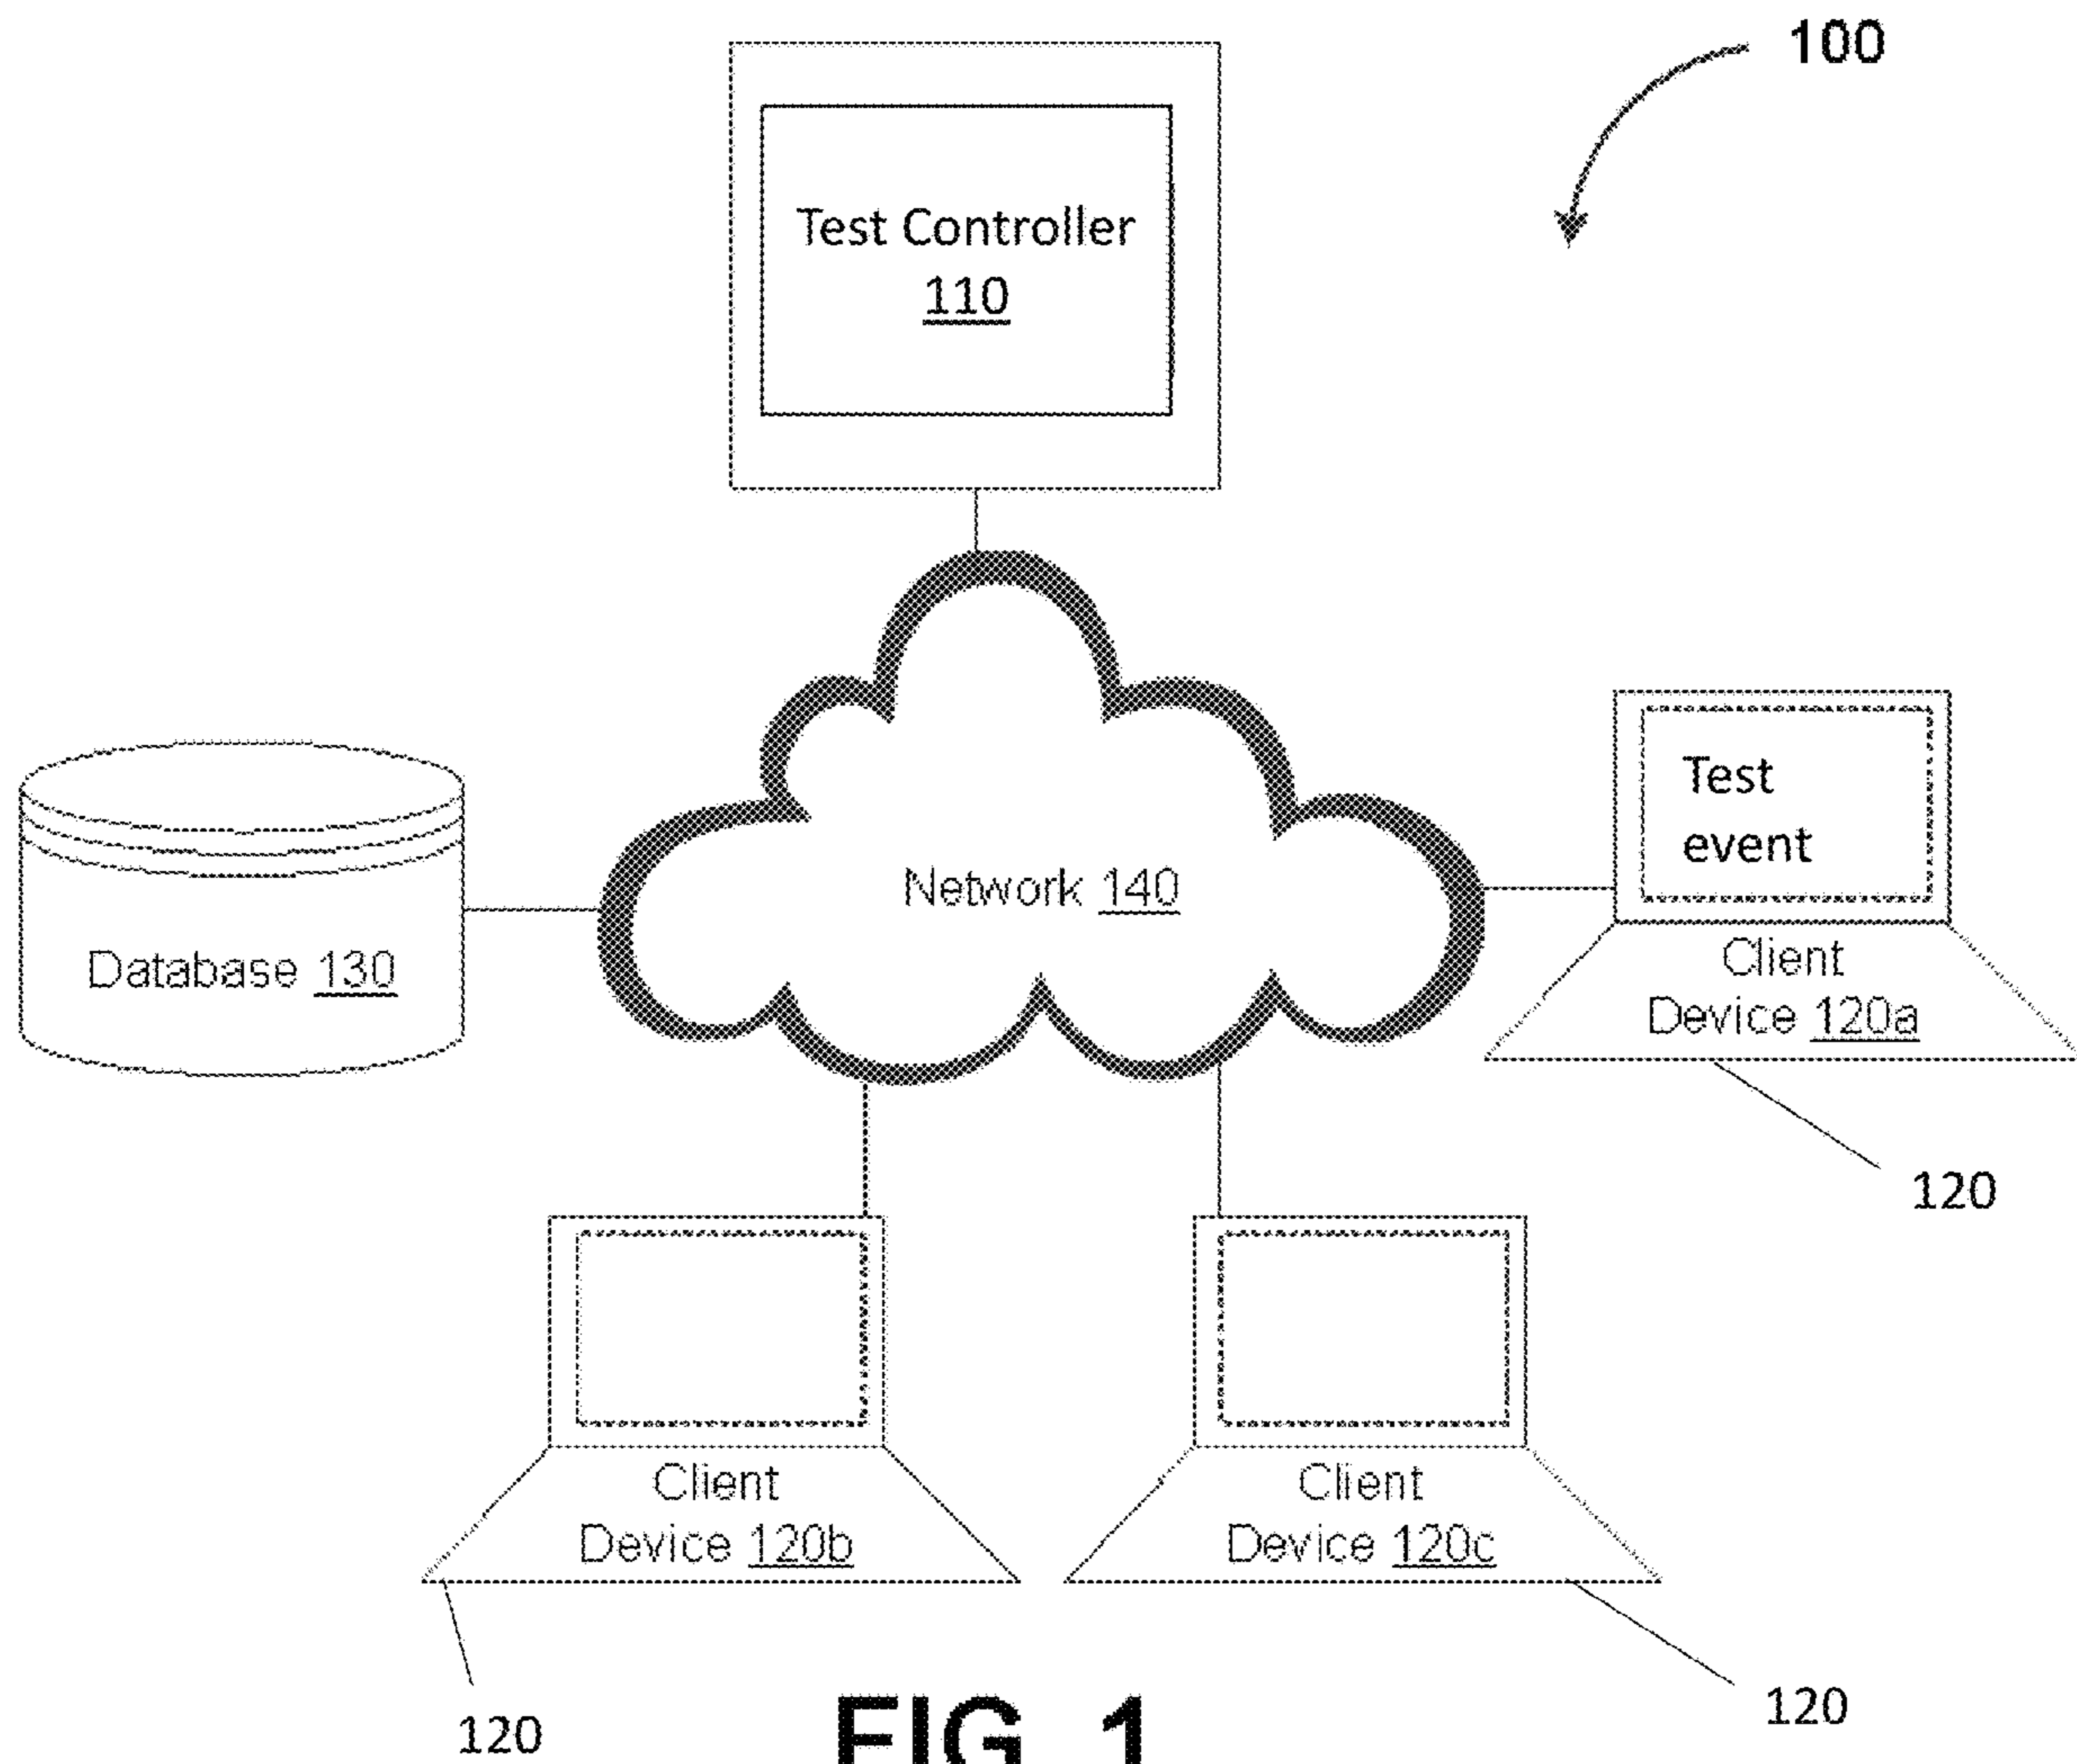 100
Test Controller
110
Test
event
Network 140
Database 130
Client
Device 120a
120
Client
Device 120b
Client
Device 120c
120
120
FIG. 1